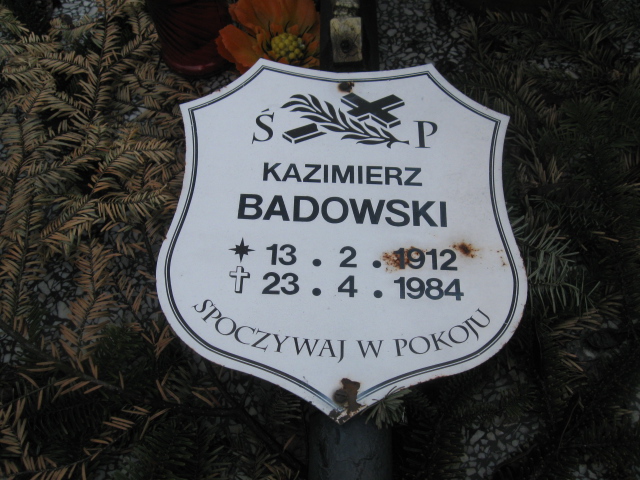 Ś P
KAZIMIERZ
BADOWSKI
13 . 2 . 1912
23 . 4 . 1984
SPOCZYWAJ W POKOJU